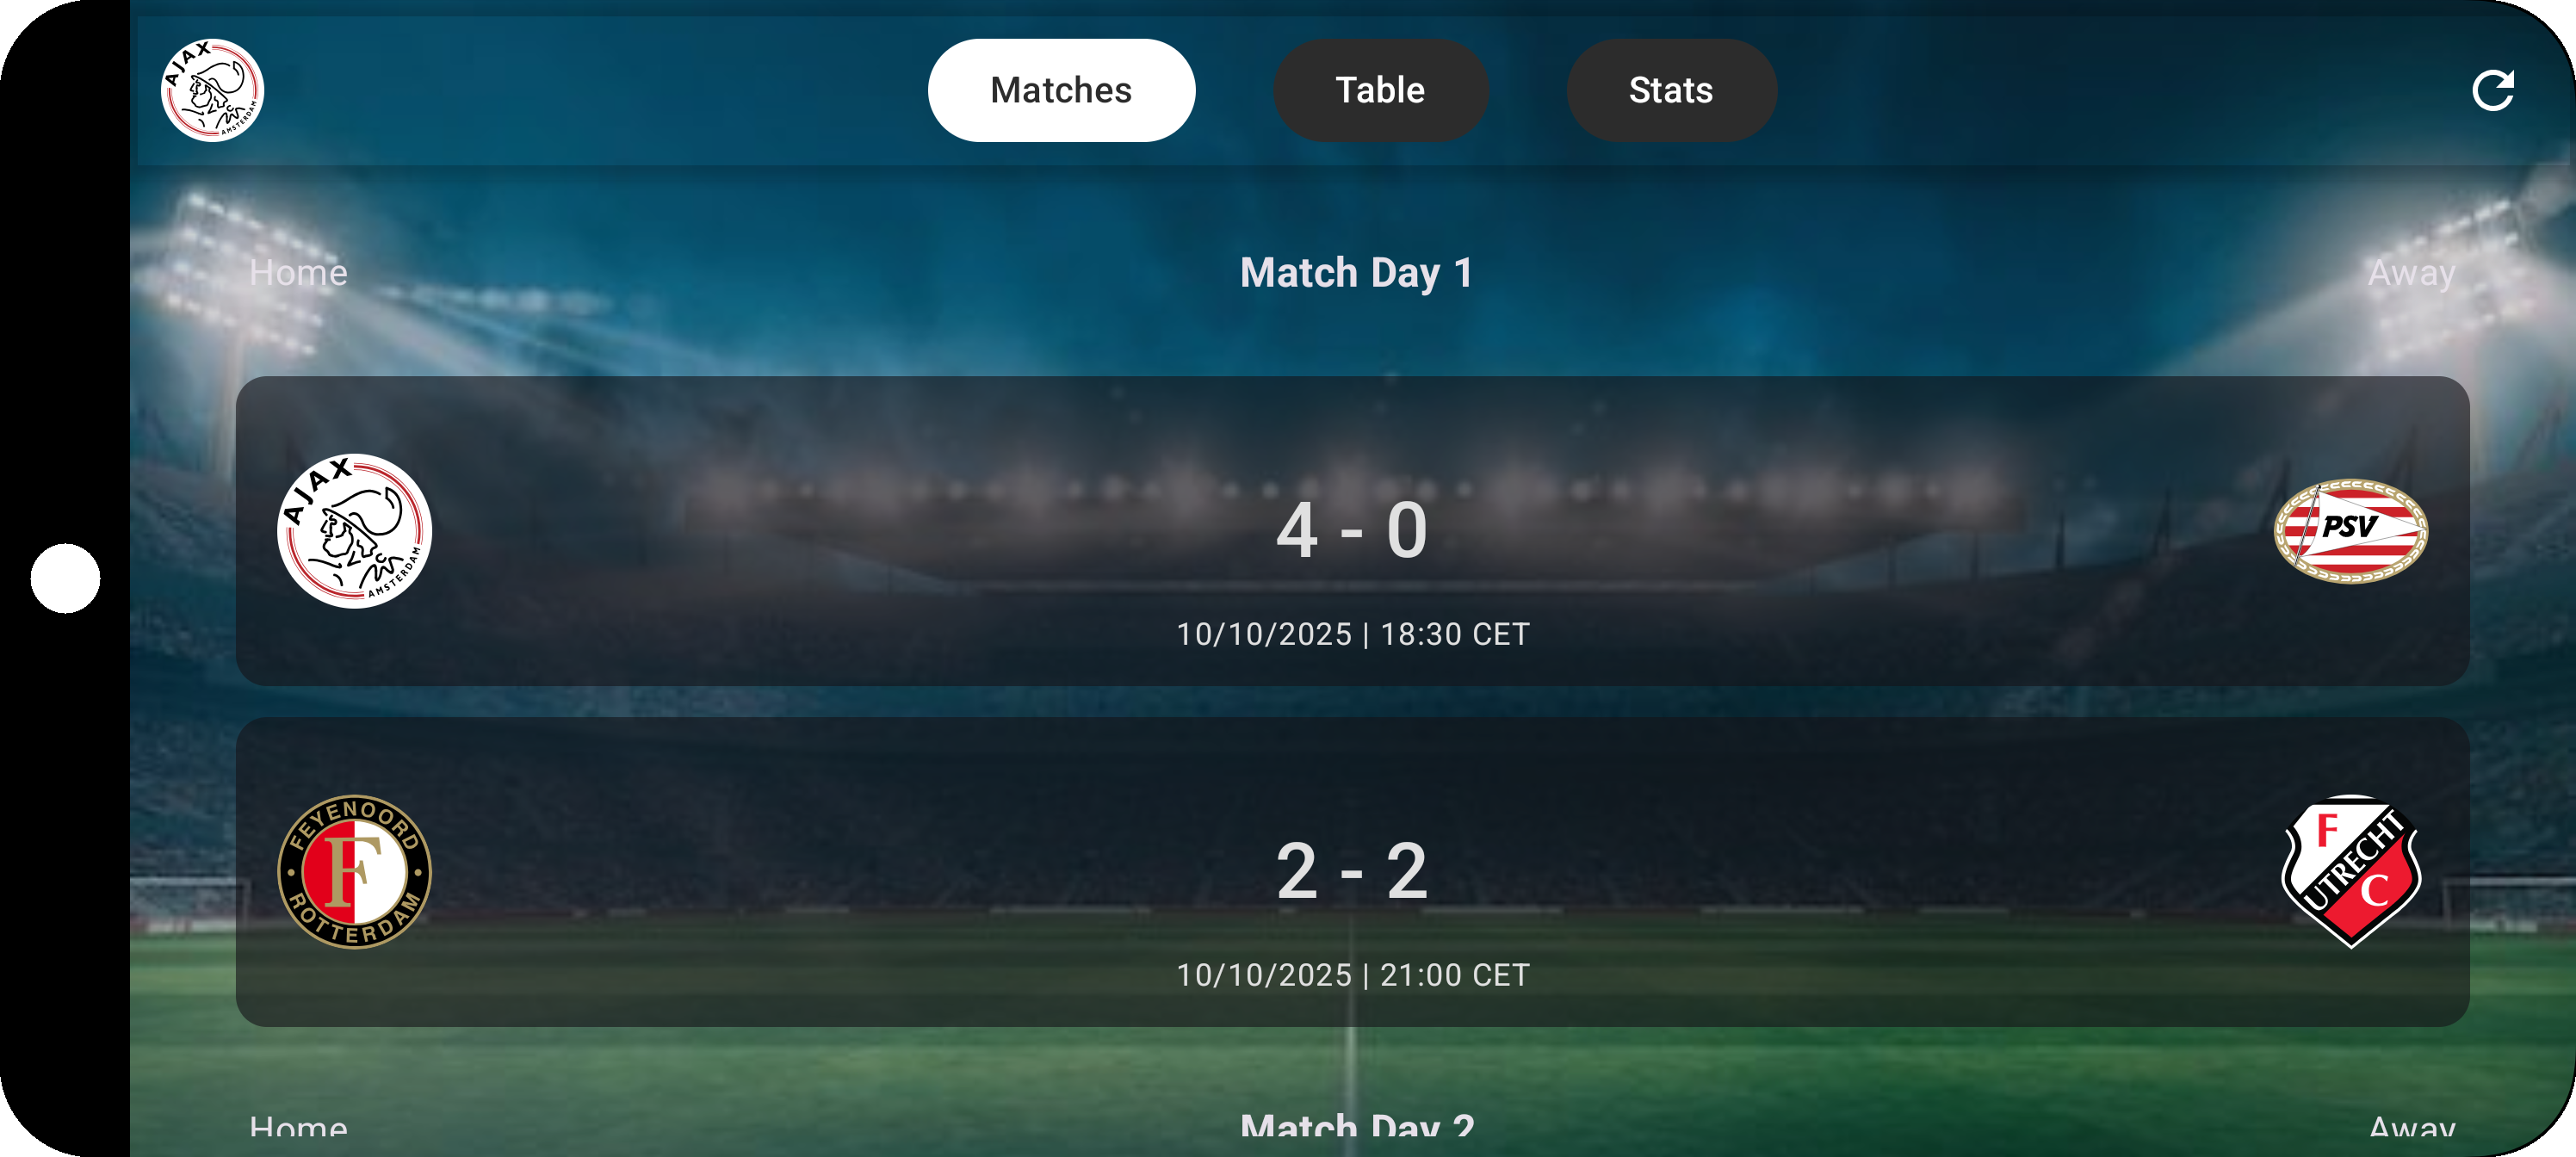 AJAX
AMSTERDAM
Matches
Table
Stats
Home
Match Day 1
Away
AJAX
AMSTERDAM
4 - 0
PSV
10/10/2025 | 18:30 CET
FEYENOORD
F
ROTTERDAM
2 - 2
F
UTRECHT
C
10/10/2025 | 21:00 CET
Home
Match Day 2
Away